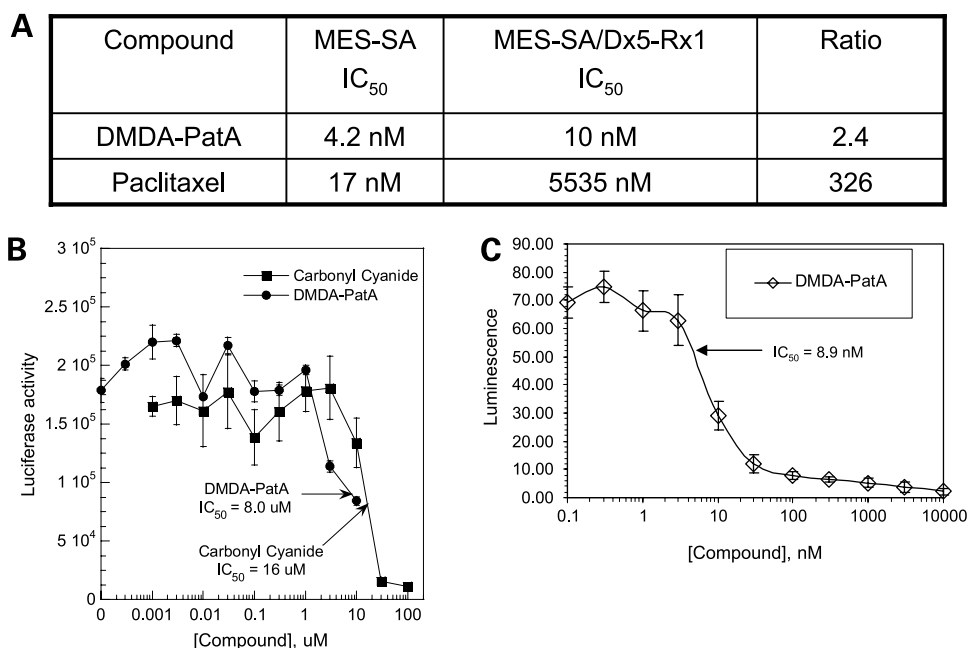 A
Compound MES-SA IC50 MES-SA/Dx5-Rx1 IC50 Ratio
DMDA-PatA 4.2 nM 10 nM 2.4
Paclitaxel 17 nM 5535 nM 326
B
3 10^5
2.5 10^5
2 10^5
1.5 10^5
1 10^5
5 10^4
0
Luciferase activity
Carbonyl Cyanide
DMDA-PatA
DMDA-PatA
IC50 = 8.0 uM
Carbonyl Cyanide
IC50 = 16 uM
0 0.001 0.01 0.1 1 10 100
[Compound], uM
C
90.00
80.00
70.00
60.00
50.00
40.00
30.00
20.00
10.00
0.00
Luminescence
DMDA-PatA
IC50 = 8.9 nM
0.1 1 10 100 1000 10000
[Compound], nM